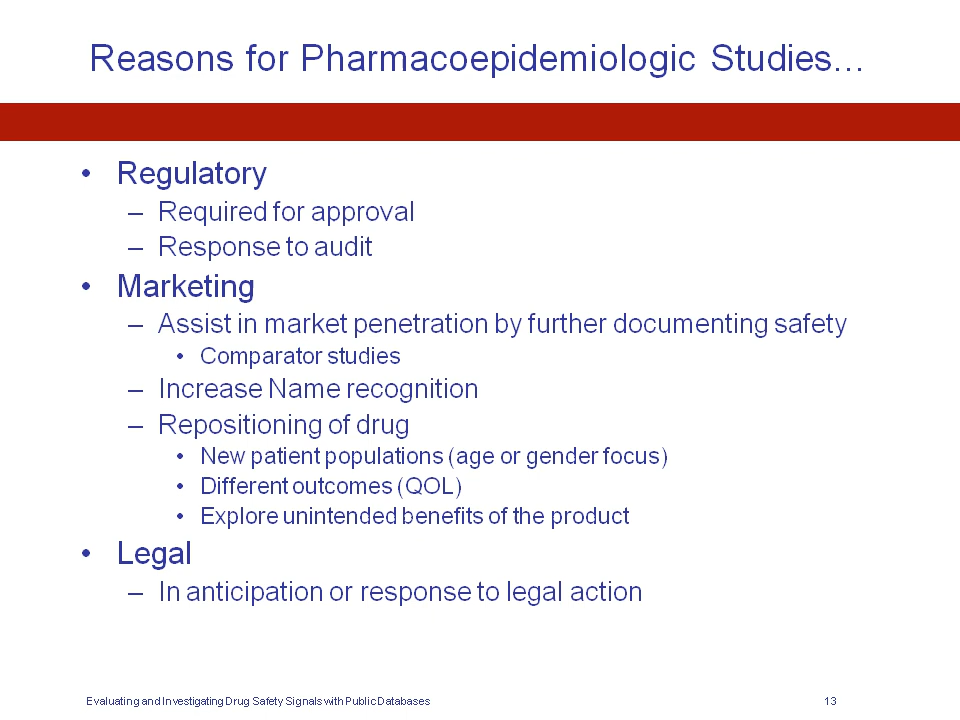 Reasons for Pharmacoepidemiologic Studies...
• Regulatory
– Required for approval
– Response to audit
• Marketing
– Assist in market penetration by further documenting safety
• Comparator studies
– Increase Name recognition
– Repositioning of drug
• New patient populations (age or gender focus)
• Different outcomes (QOL)
• Explore unintended benefits of the product
• Legal
– In anticipation or response to legal action
Evaluating and Investigating Drug Safety Signals with Public Databases 13